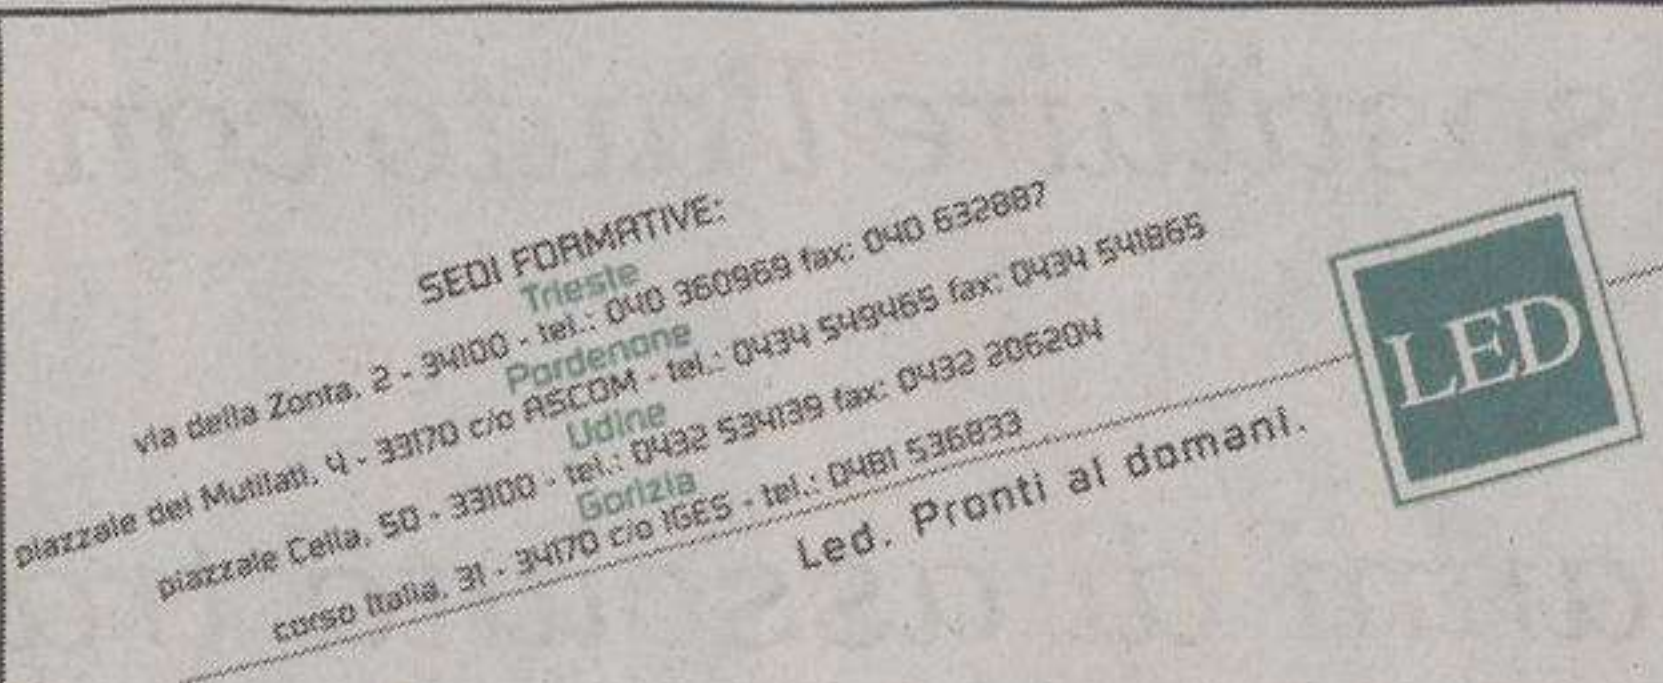 SEDI FORMATIVE:
Trieste
via della Zonta, 2 - 34100 - tel.: 040 360969 fax: 040 632887
Pordenone
piazzale dei Mutilati, 4 - 33170 c/o ASCOM - tel.: 0434 549465 fax: 0434 541865
Udine
piazzale Cella, 50 - 33100 - tel.: 0432 534139 fax: 0432 206204
Gorizia
corso Italia, 31 - 34170 c/o IGES - tel.: 0481 536833
Led. Pronti al domani.
LED